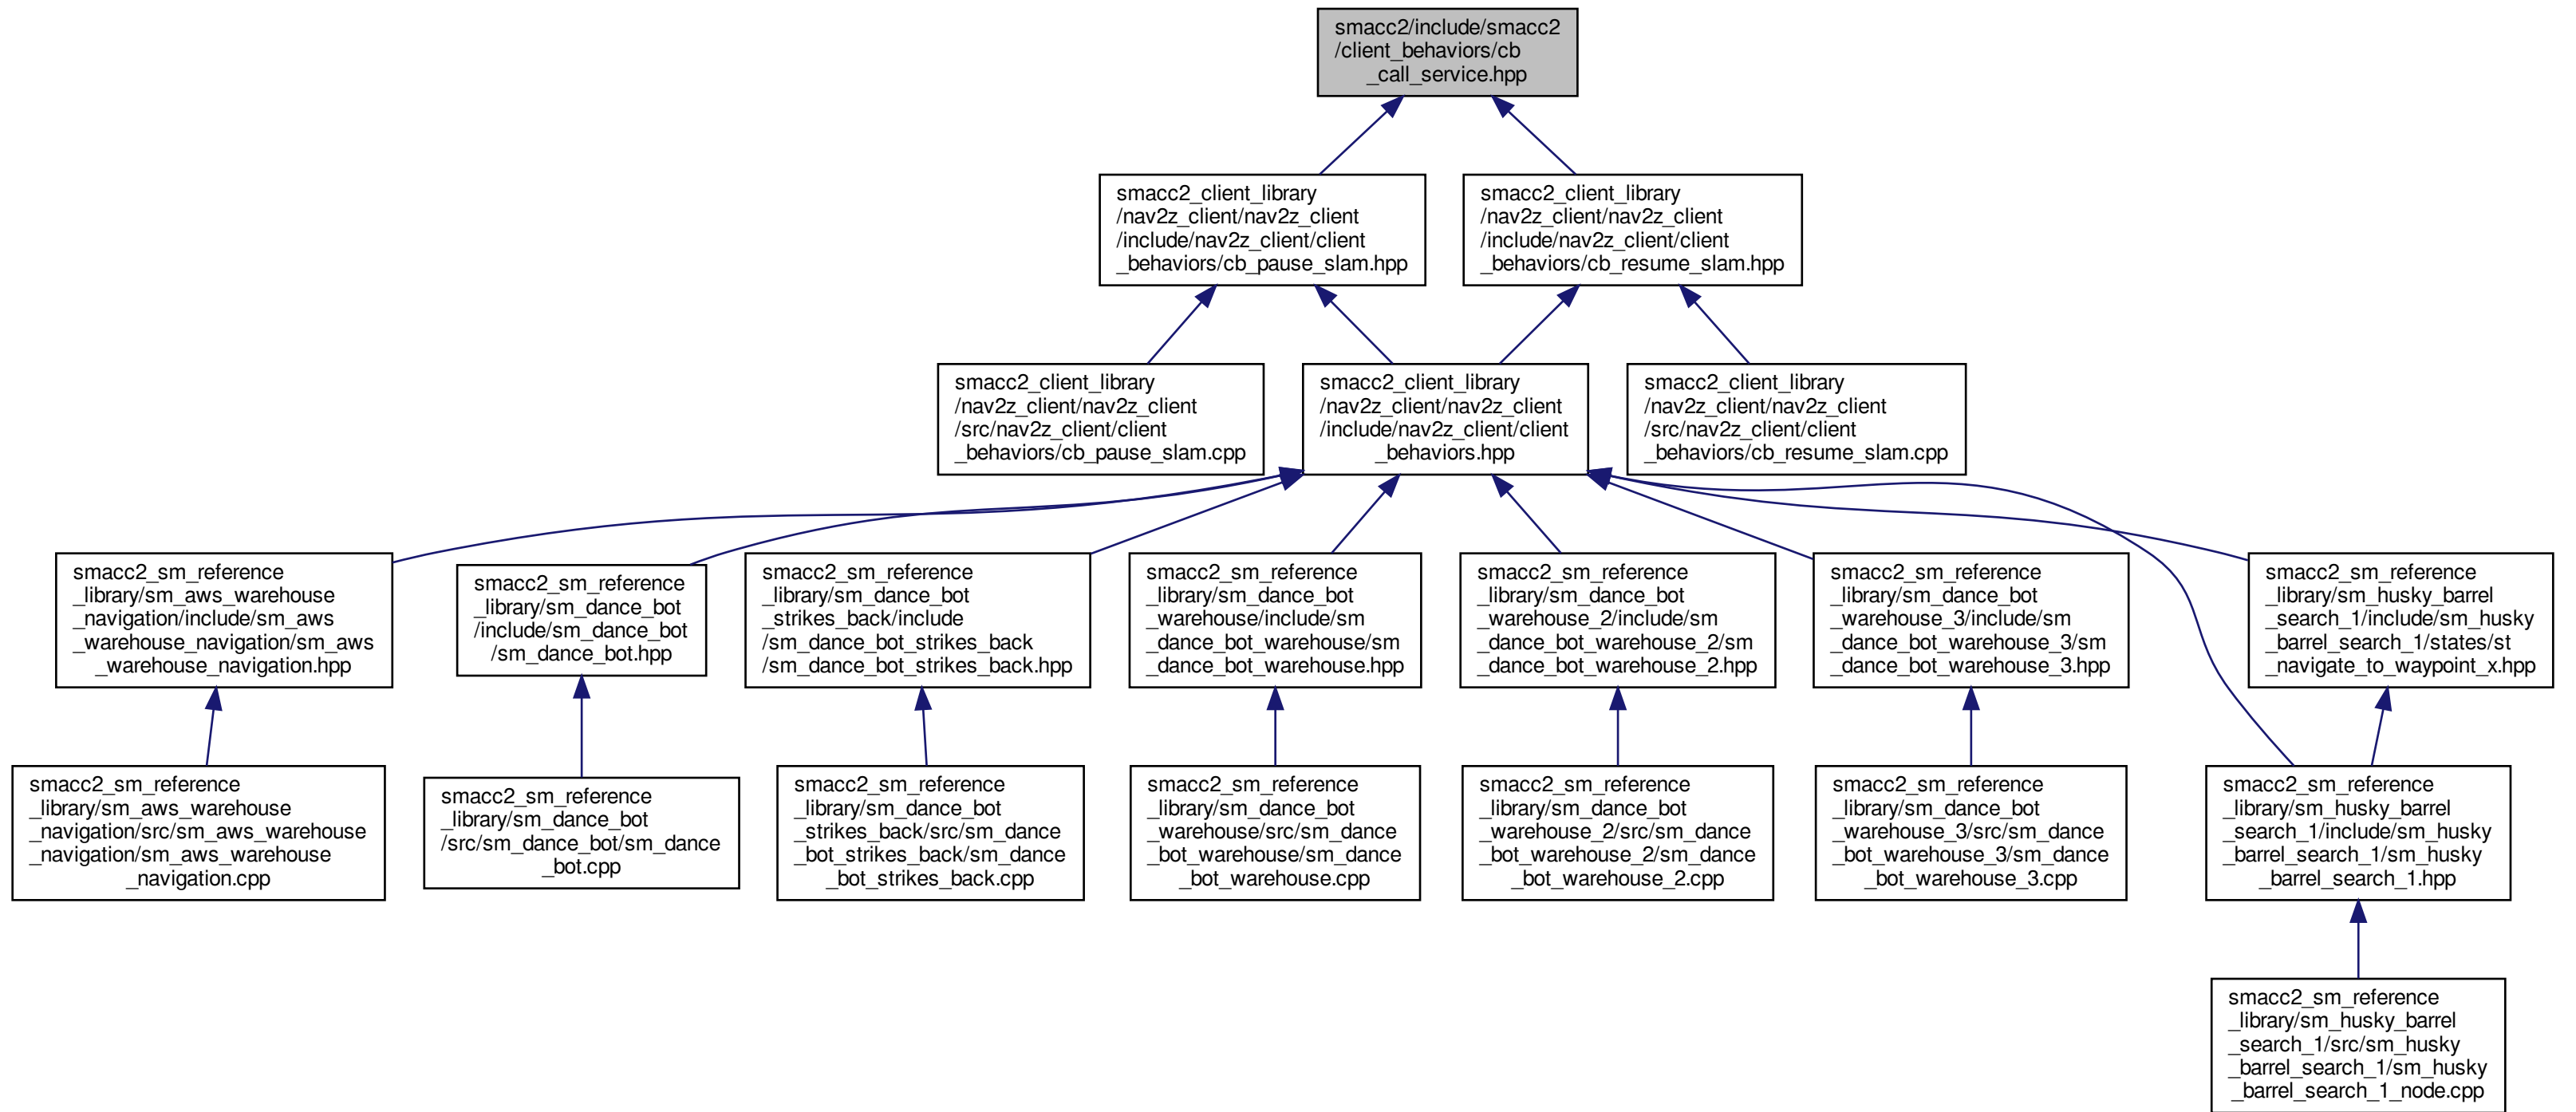 smacc2/include/smacc2
/client_behaviors/cb
_call_service.hpp
smacc2_client_library
/nav2z_client/nav2z_client
/include/nav2z_client/client
_behaviors/cb_pause_slam.hpp
smacc2_client_library
/nav2z_client/nav2z_client
/include/nav2z_client/client
_behaviors/cb_resume_slam.hpp
smacc2_client_library
/nav2z_client/nav2z_client
/src/nav2z_client/client
_behaviors/cb_pause_slam.cpp
smacc2_client_library
/nav2z_client/nav2z_client
/include/nav2z_client/client
_behaviors.hpp
smacc2_client_library
/nav2z_client/nav2z_client
/src/nav2z_client/client
_behaviors/cb_resume_slam.cpp
smacc2_sm_reference
_library/sm_aws_warehouse
_navigation/include/sm_aws
_warehouse_navigation/sm_aws
_warehouse_navigation.hpp
smacc2_sm_reference
_library/sm_dance_bot
/include/sm_dance_bot
/sm_dance_bot.hpp
smacc2_sm_reference
_library/sm_dance_bot
_strikes_back/include
/sm_dance_bot_strikes_back
/sm_dance_bot_strikes_back.hpp
smacc2_sm_reference
_library/sm_dance_bot
_warehouse/include/sm
_dance_bot_warehouse/sm
_dance_bot_warehouse.hpp
smacc2_sm_reference
_library/sm_dance_bot
_warehouse_2/include/sm
_dance_bot_warehouse_2/sm
_dance_bot_warehouse_2.hpp
smacc2_sm_reference
_library/sm_dance_bot
_warehouse_3/include/sm
_dance_bot_warehouse_3/sm
_dance_bot_warehouse_3.hpp
smacc2_sm_reference
_library/sm_husky_barrel
_search_1/include/sm_husky
_barrel_search_1/states/st
_navigate_to_waypoint_x.hpp
smacc2_sm_reference
_library/sm_aws_warehouse
_navigation/src/sm_aws_warehouse
_navigation/sm_aws_warehouse
_navigation.cpp
smacc2_sm_reference
_library/sm_dance_bot
/src/sm_dance_bot/sm_dance
_bot.cpp
smacc2_sm_reference
_library/sm_dance_bot
_strikes_back/src/sm_dance
_bot_strikes_back/sm_dance
_bot_strikes_back.cpp
smacc2_sm_reference
_library/sm_dance_bot
_warehouse/src/sm_dance
_bot_warehouse/sm_dance
_bot_warehouse.cpp
smacc2_sm_reference
_library/sm_dance_bot
_warehouse_2/src/sm_dance
_bot_warehouse_2/sm_dance
_bot_warehouse_2.cpp
smacc2_sm_reference
_library/sm_dance_bot
_warehouse_3/src/sm_dance
_bot_warehouse_3/sm_dance
_bot_warehouse_3.cpp
smacc2_sm_reference
_library/sm_husky_barrel
_search_1/include/sm_husky
_barrel_search_1/sm_husky
_barrel_search_1.hpp
smacc2_sm_reference
_library/sm_husky_barrel
_search_1/src/sm_husky
_barrel_search_1/sm_husky
_barrel_search_1_node.cpp